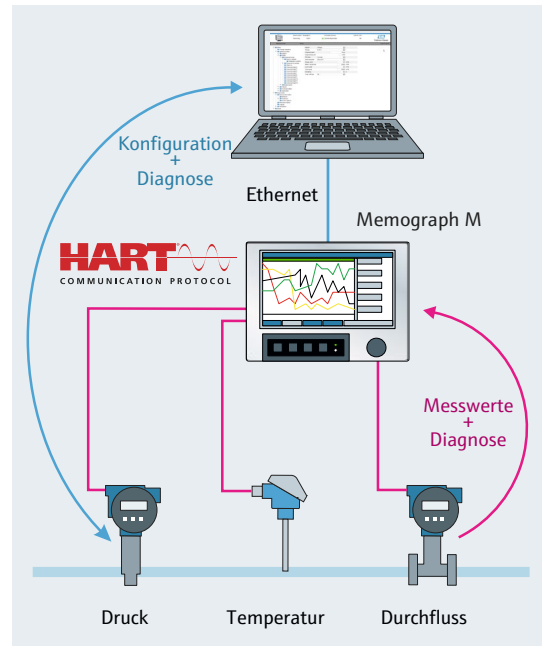 Konfiguration
+
Diagnose
Ethernet
Memograph M
HART
COMMUNICATION PROTOCOL
Messwerte
+
Diagnose
Druck
Temperatur
Durchfluss